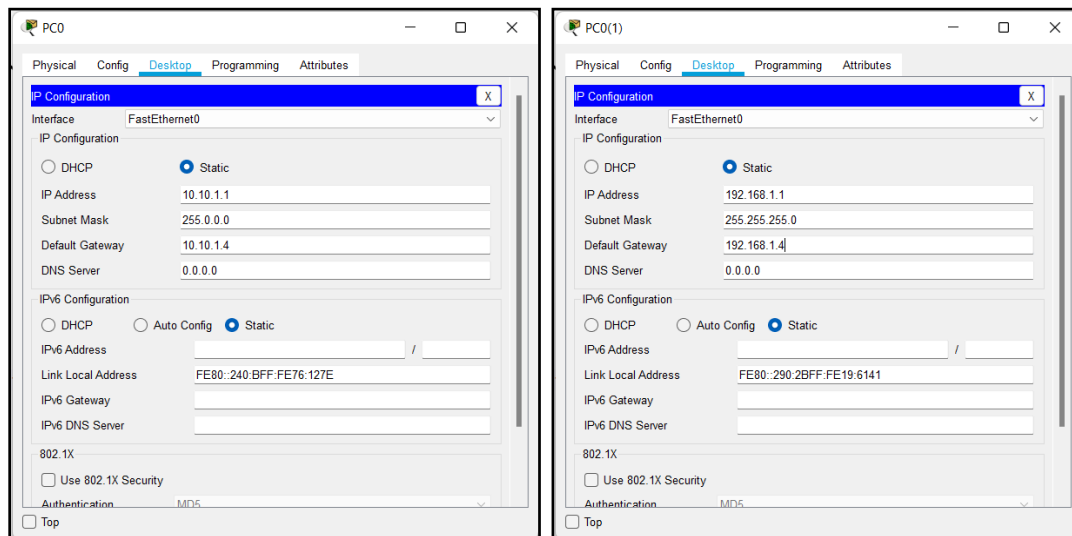 PC0
Physical Config Desktop Programming Attributes
IP Configuration X
Interface FastEthernet0
IP Configuration
DHCP Static
IP Address 10.10.1.1
Subnet Mask 255.0.0.0
Default Gateway 10.10.1.4
DNS Server 0.0.0.0
IPv6 Configuration
DHCP Auto Config Static
IPv6 Address /
Link Local Address FE80::240:BFF:FE76:127E
IPv6 Gateway
IPv6 DNS Server
802.1X
Use 802.1X Security
Authentication MD5
Top
PC0(1)
Physical Config Desktop Programming Attributes
IP Configuration X
Interface FastEthernet0
IP Configuration
DHCP Static
IP Address 192.168.1.1
Subnet Mask 255.255.255.0
Default Gateway 192.168.1.4
DNS Server 0.0.0.0
IPv6 Configuration
DHCP Auto Config Static
IPv6 Address /
Link Local Address FE80::290:2BFF:FE19:6141
IPv6 Gateway
IPv6 DNS Server
802.1X
Use 802.1X Security
Authentication MD5
Top